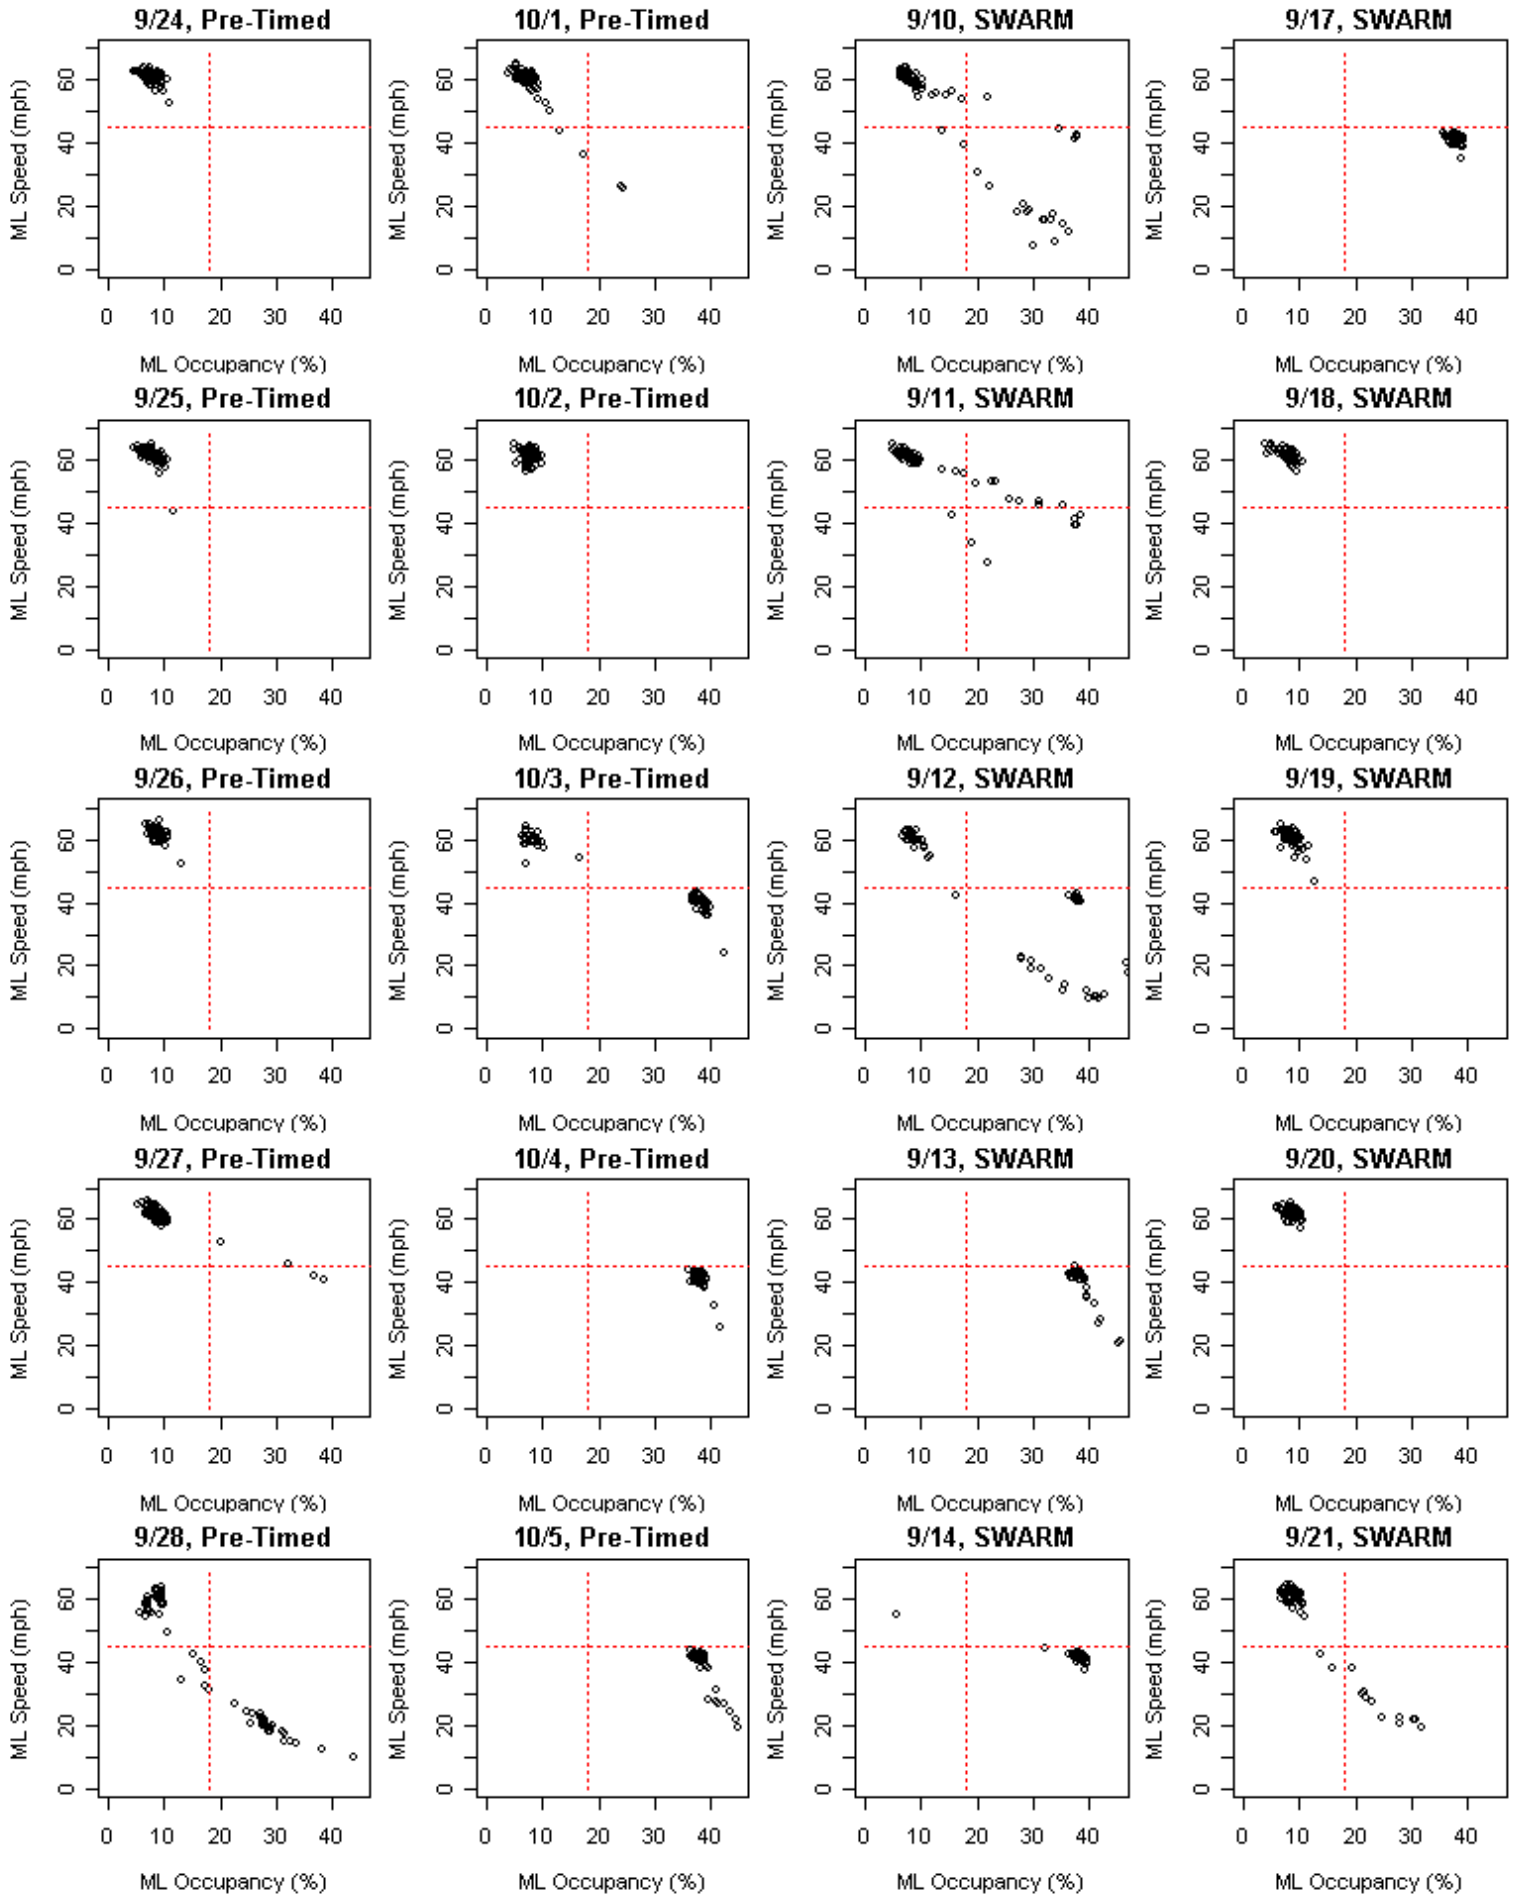 9/24, Pre-Timed 10/1, Pre-Timed 9/10, SWARM 9/17, SWARM
ML Speed (mph) ML Speed (mph) ML Speed (mph) ML Speed (mph)
60 60 60 60
40 40 40 40
20 20 20 20
0 0 0 0
0 10 20 30 40 0 10 20 30 40 0 10 20 30 40 0 10 20 30 40
ML Occupancy (%) ML Occupancy (%) ML Occupancy (%) ML Occupancy (%)
9/25, Pre-Timed 10/2, Pre-Timed 9/11, SWARM 9/18, SWARM
ML Speed (mph) ML Speed (mph) ML Speed (mph) ML Speed (mph)
60 60 60 60
40 40 40 40
20 20 20 20
0 0 0 0
0 10 20 30 40 0 10 20 30 40 0 10 20 30 40 0 10 20 30 40
ML Occupancy (%) ML Occupancy (%) ML Occupancy (%) ML Occupancy (%)
9/26, Pre-Timed 10/3, Pre-Timed 9/12, SWARM 9/19, SWARM
ML Speed (mph) ML Speed (mph) ML Speed (mph) ML Speed (mph)
60 60 60 60
40 40 40 40
20 20 20 20
0 0 0 0
0 10 20 30 40 0 10 20 30 40 0 10 20 30 40 0 10 20 30 40
ML Occupancy (%) ML Occupancy (%) ML Occupancy (%) ML Occupancy (%)
9/27, Pre-Timed 10/4, Pre-Timed 9/13, SWARM 9/20, SWARM
ML Speed (mph) ML Speed (mph) ML Speed (mph) ML Speed (mph)
60 60 60 60
40 40 40 40
20 20 20 20
0 0 0 0
0 10 20 30 40 0 10 20 30 40 0 10 20 30 40 0 10 20 30 40
ML Occupancy (%) ML Occupancy (%) ML Occupancy (%) ML Occupancy (%)
9/28, Pre-Timed 10/5, Pre-Timed 9/14, SWARM 9/21, SWARM
ML Speed (mph) ML Speed (mph) ML Speed (mph) ML Speed (mph)
60 60 60 60
40 40 40 40
20 20 20 20
0 0 0 0
0 10 20 30 40 0 10 20 30 40 0 10 20 30 40 0 10 20 30 40
ML Occupancy (%) ML Occupancy (%) ML Occupancy (%) ML Occupancy (%)